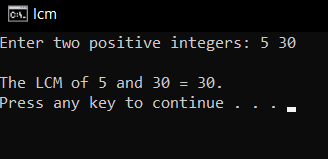 lcm
Enter two positive integers: 5 30
The LCM of 5 and 30 = 30.
Press any key to continue . . .